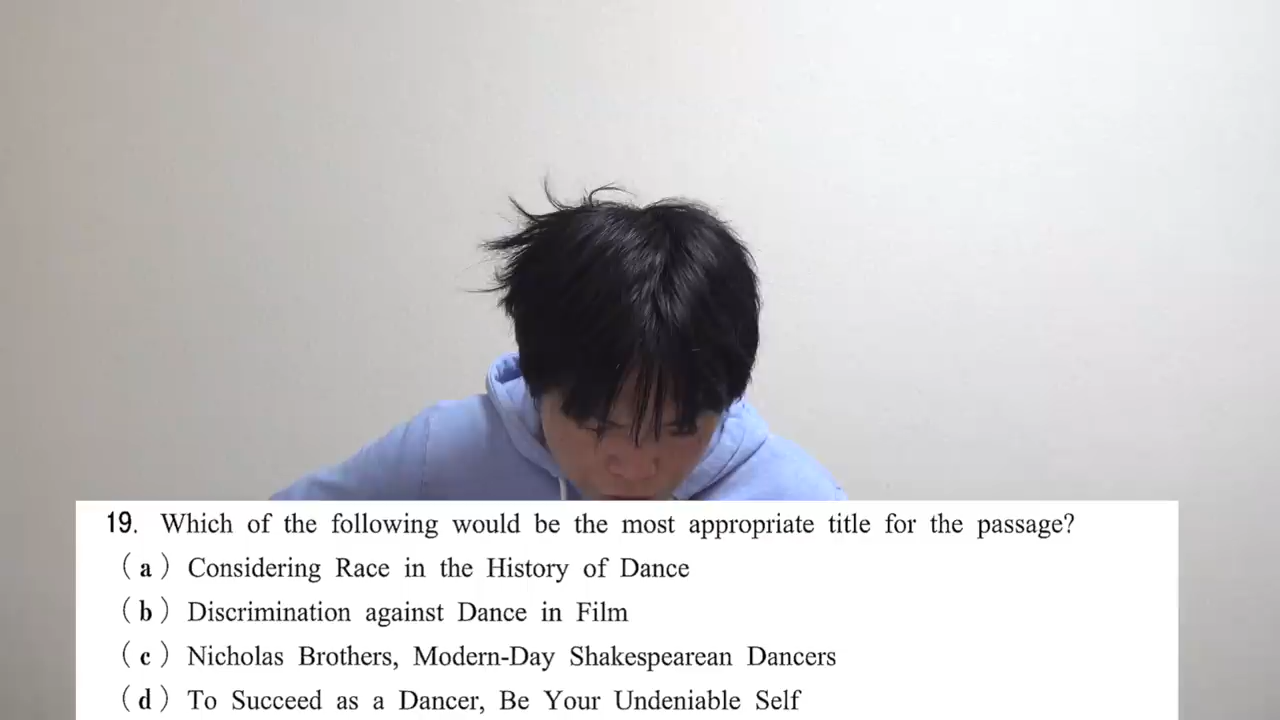 19. Which of the following would be the most appropriate title for the passage?
( a ) Considering Race in the History of Dance
( b ) Discrimination against Dance in Film
( c ) Nicholas Brothers, Modern-Day Shakespearean Dancers
( d ) To Succeed as a Dancer, Be Your Undeniable Self